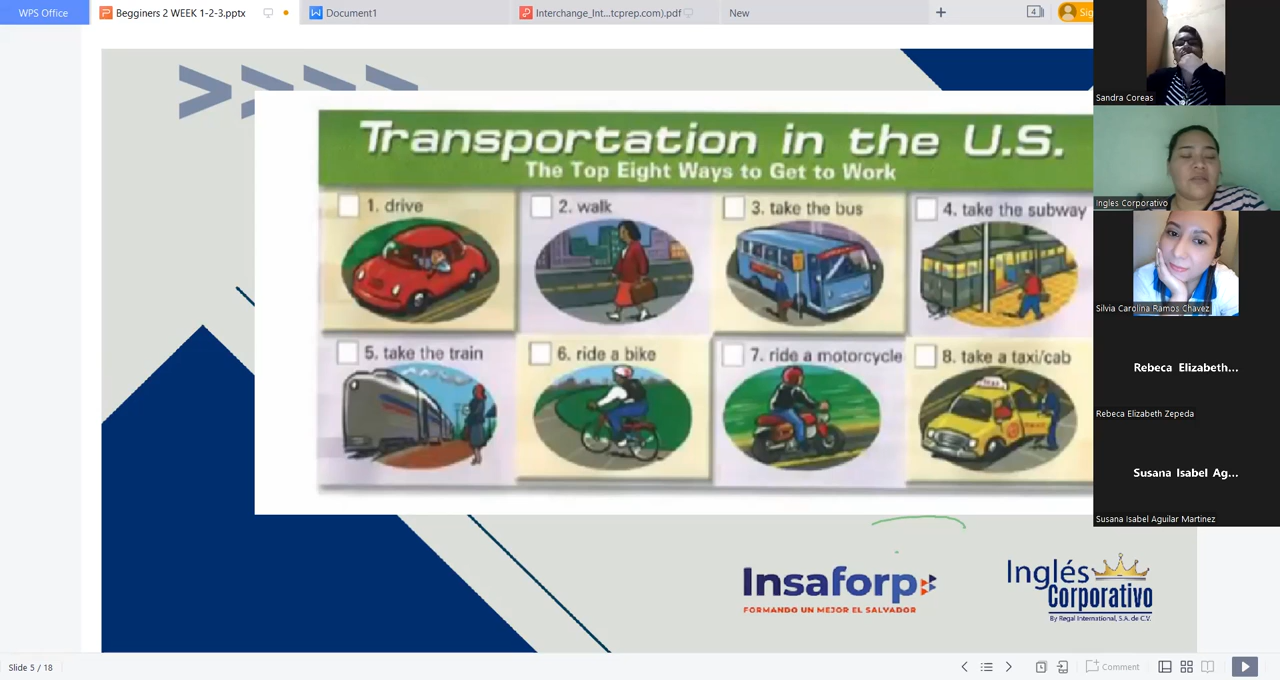 WPS Office
Begginers 2 WEEK 1-2-3.pptx
Document1
Interchange_Int...tcprep.com).pdf
New
4
Sig
Transportation in the U.S.
The Top Eight Ways to Get to Work
1. drive
2. walk
3. take the bus
4. take the subway
5. take the train
6. ride a bike
7. ride a motorcycle
8. take a taxi/cab
Insaforp
FORMANDO UN MEJOR EL SALVADOR
Inglés
Corporativo
By Regal International, S.A. de C.V.
Sandra Coreas
Ingles Corporativo
Silvia Carolina Ramos Chavez
Rebeca Elizabeth...
Rebeca Elizabeth Zepeda
Susana Isabel Ag...
Susana Isabel Aguilar Martinez
Slide 5 / 18
Comment